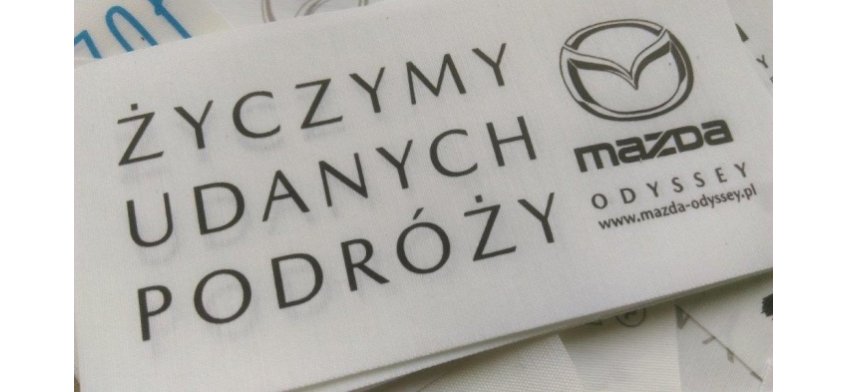 ŻYCZYMY
UDANYCH
PODRÓŻY
mazda
ODYSSEY
www.mazda-odyssey.pl